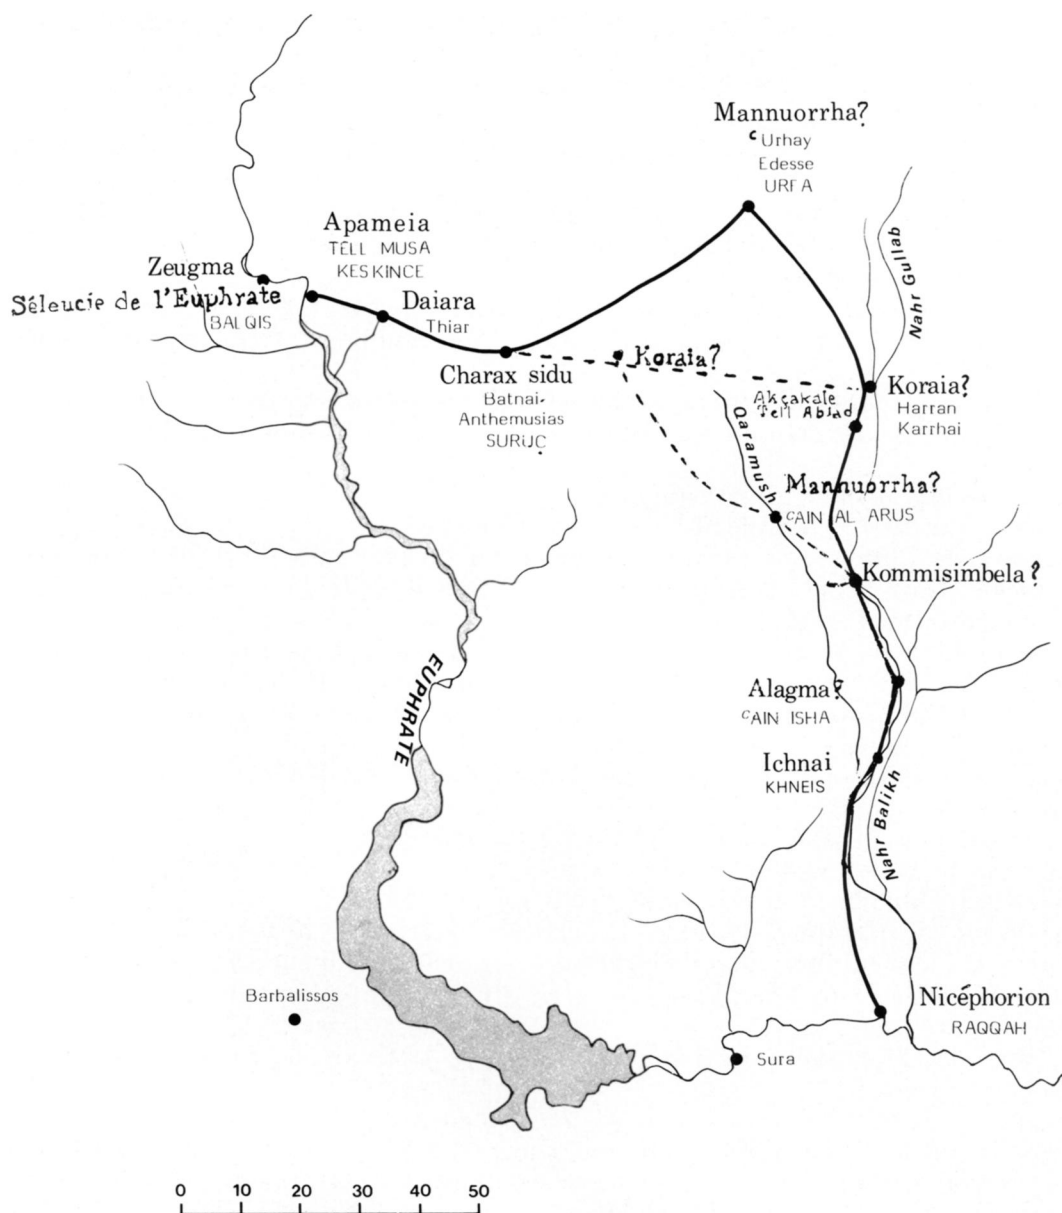 Mannuorrha?
ᶜUrhay
Edesse
URFA
Apameia
TELL MUSA
KESKINCE
Zeugma
Séleucie de l'Euphrate
BALQIS
Daiara
Thiar
Nahr Gullab
Koraia?
Charax sidu
Batnai-
Anthemusias
SURUÇ
Akçakale
Tell Abiad
Koraia?
Harran
Karrhai
Qaramush
Mannuorrha?
ᶜAIN AL ARUS
Kommisimbela?
EUPHRATE
Alagma?
ᶜAIN ISHA
Ichnai
KHNEIS
Nahr Balikh
Barbalissos
Nicéphorion
RAQQAH
Sura
0 10 20 30 40 50